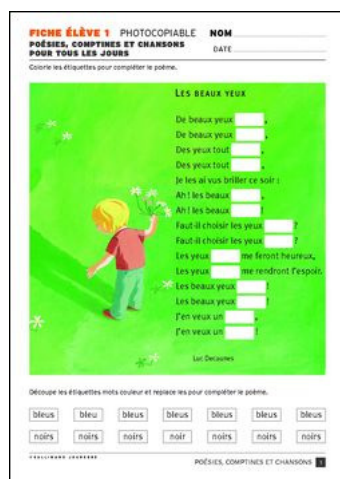 FICHE ÉLÈVE 1 PHOTOCOPIABLE NOM
POÉSIES, COMPTINES ET CHANSONS
POUR TOUS LES JOURS
DATE
Colorie les étiquettes pour compléter le poème.
LES BEAUX YEUX
De beaux yeux ,
De beaux yeux ,
Des yeux tout ,
Des yeux tout ,
Je les ai vus briller ce soir :
Ah ! les beaux ,
Ah ! les beaux !
Faut-il choisir les yeux ?
Faut-il choisir les yeux ?
Les yeux me feront heureux,
Les yeux me rendront l'espoir.
Les beaux yeux !
Les beaux yeux !
J'en veux un ,
J'en veux un !
Luc Decaunes
Découpe les étiquettes mots couleur et replace les pour compléter le poème.
bleus bleu bleus bleus bleus bleus bleus
noirs noirs noirs noir noirs noirs noirs
GALLIMARD JEUNESSE
POÉSIES, COMPTINES ET CHANSONS 1